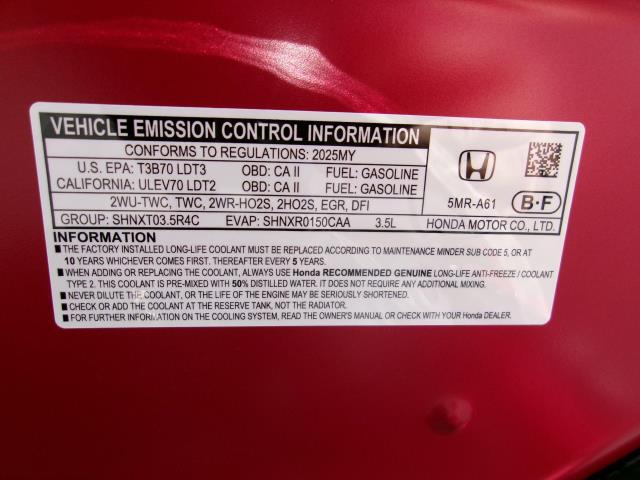 VEHICLE EMISSION CONTROL INFORMATION
CONFORMS TO REGULATIONS: 2025MY
U.S. EPA: T3B70 LDT3 OBD: CA II FUEL: GASOLINE
CALIFORNIA: ULEV70 LDT2 OBD: CA II FUEL: GASOLINE
2WU-TWC, TWC, 2WR-HO2S, 2HO2S, EGR, DFI
5MR-A61 B・F
GROUP: SHNXT03.5R4C EVAP: SHNXR0150CAA 3.5L HONDA MOTOR CO., LTD.
INFORMATION
■ THE FACTORY INSTALLED LONG-LIFE COOLANT MUST BE REPLACED ACCORDING TO MAINTENANCE MINDER SUB CODE 5, OR AT
10 YEARS WHICHEVER COMES FIRST. THEREAFTER EVERY 5 YEARS.
■ WHEN ADDING OR REPLACING THE COOLANT, ALWAYS USE Honda RECOMMENDED GENUINE LONG-LIFE ANTI-FREEZE / COOLANT
TYPE 2. THIS COOLANT IS PRE-MIXED WITH 50% DISTILLED WATER. IT DOES NOT REQUIRE ANY ADDITIONAL MIXING.
■ NEVER DILUTE THE COOLANT, OR THE LIFE OF THE ENGINE MAY BE SERIOUSLY SHORTENED.
■ CHECK OR ADD THE COOLANT AT THE RESERVE TANK, NOT THE RADIATOR.
■ FOR FURTHER INFORMATION ON THE COOLING SYSTEM, READ THE OWNER'S MANUAL OR CHECK WITH YOUR Honda DEALER.